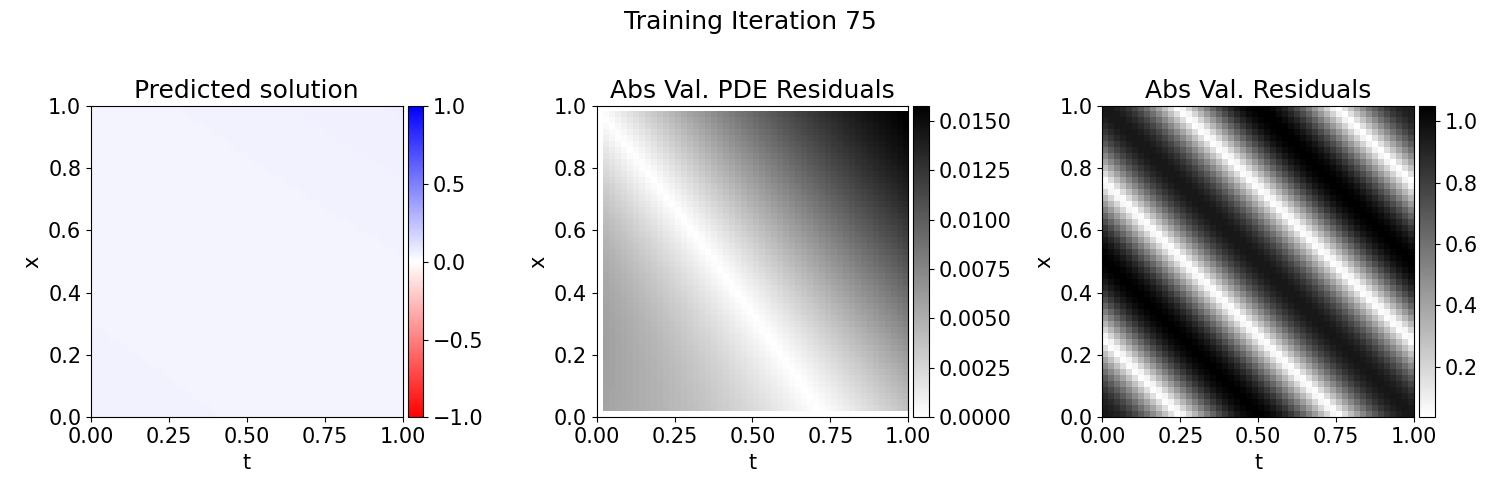 Training Iteration 75
Predicted solution
1.0
0.8
0.6
0.4
0.2
0.0
x
0.00 0.25 0.50 0.75 1.00
t
1.0
0.5
0.0
−0.5
−1.0
Abs Val. PDE Residuals
1.0
0.8
0.6
0.4
0.2
0.0
x
0.00 0.25 0.50 0.75 1.00
t
0.0150
0.0125
0.0100
0.0075
0.0050
0.0025
0.0000
Abs Val. Residuals
1.0
0.8
0.6
0.4
0.2
0.0
x
0.00 0.25 0.50 0.75 1.00
t
1.0
0.8
0.6
0.4
0.2